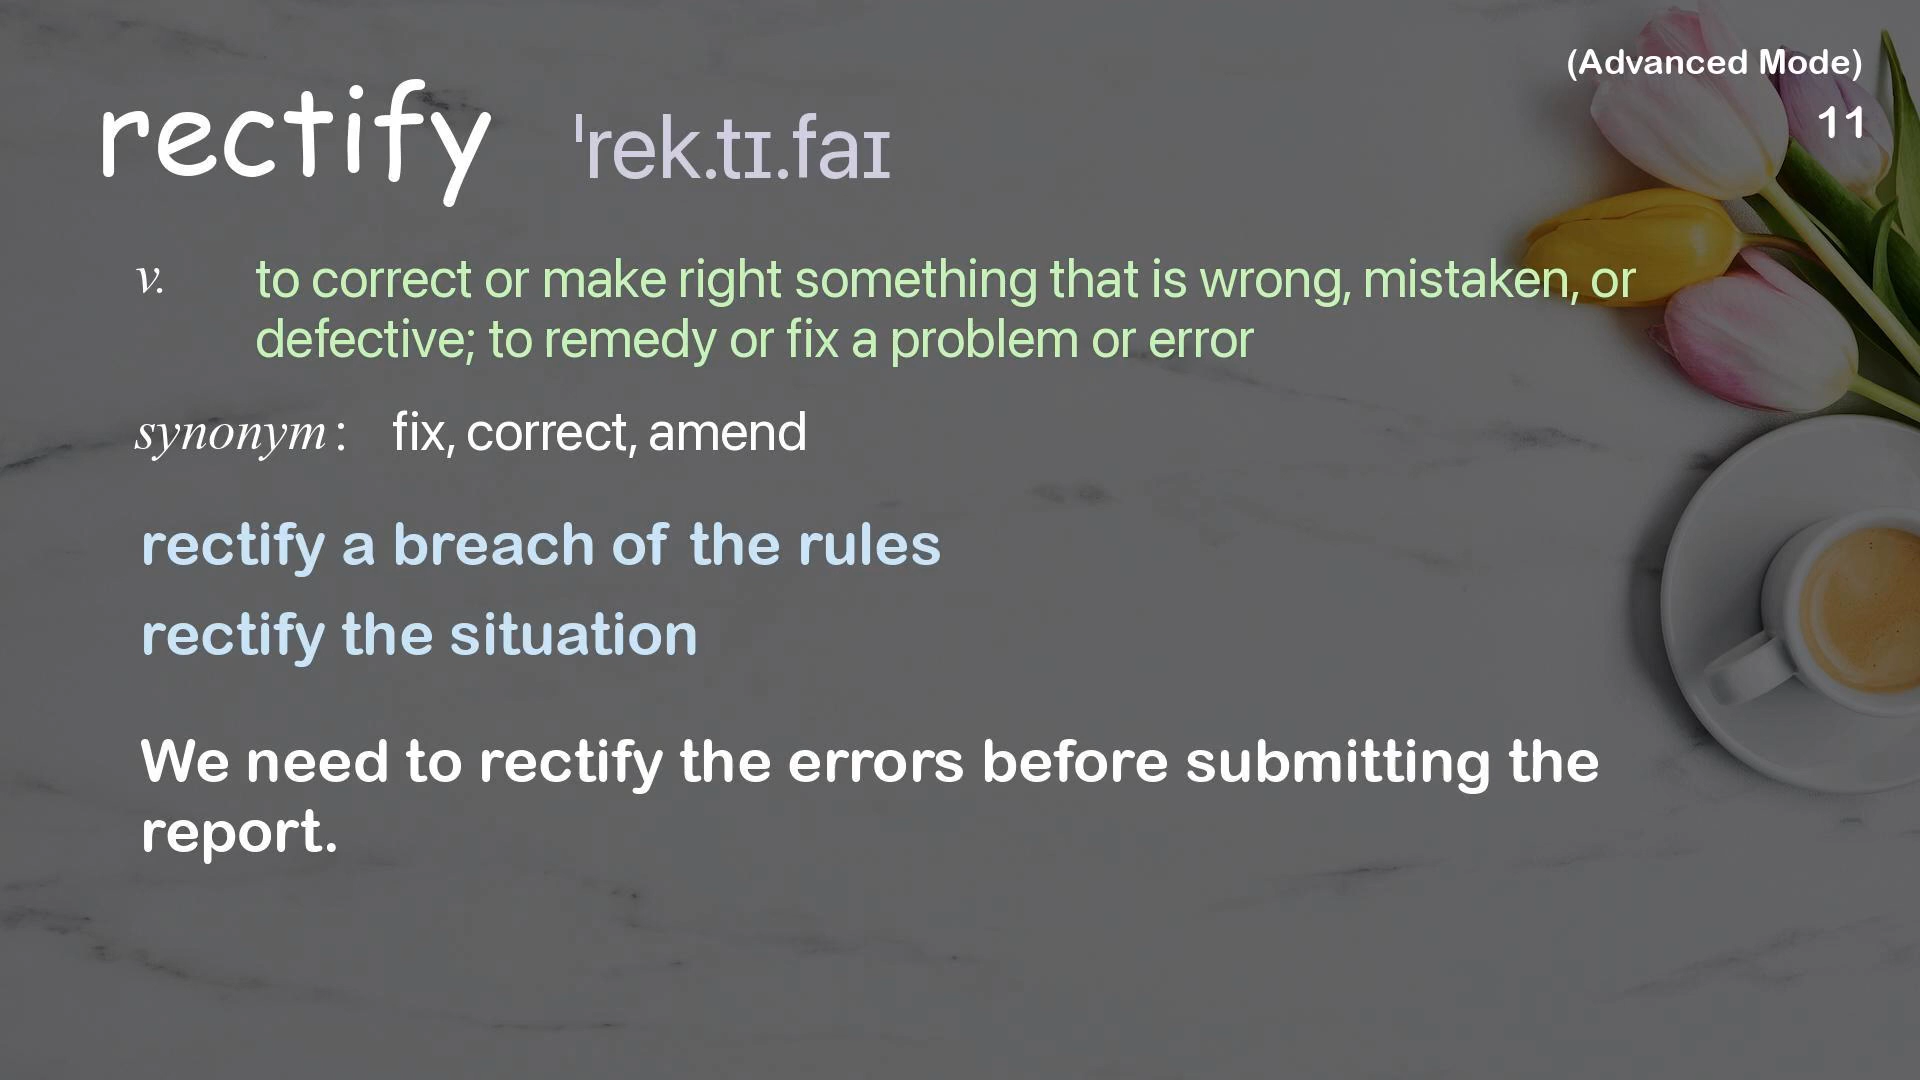 (Advanced Mode)
11
rectify ˈrek.tɪ.faɪ
v. to correct or make right something that is wrong, mistaken, or
defective; to remedy or fix a problem or error
synonym: fix, correct, amend
rectify a breach of the rules
rectify the situation
We need to rectify the errors before submitting the
report.